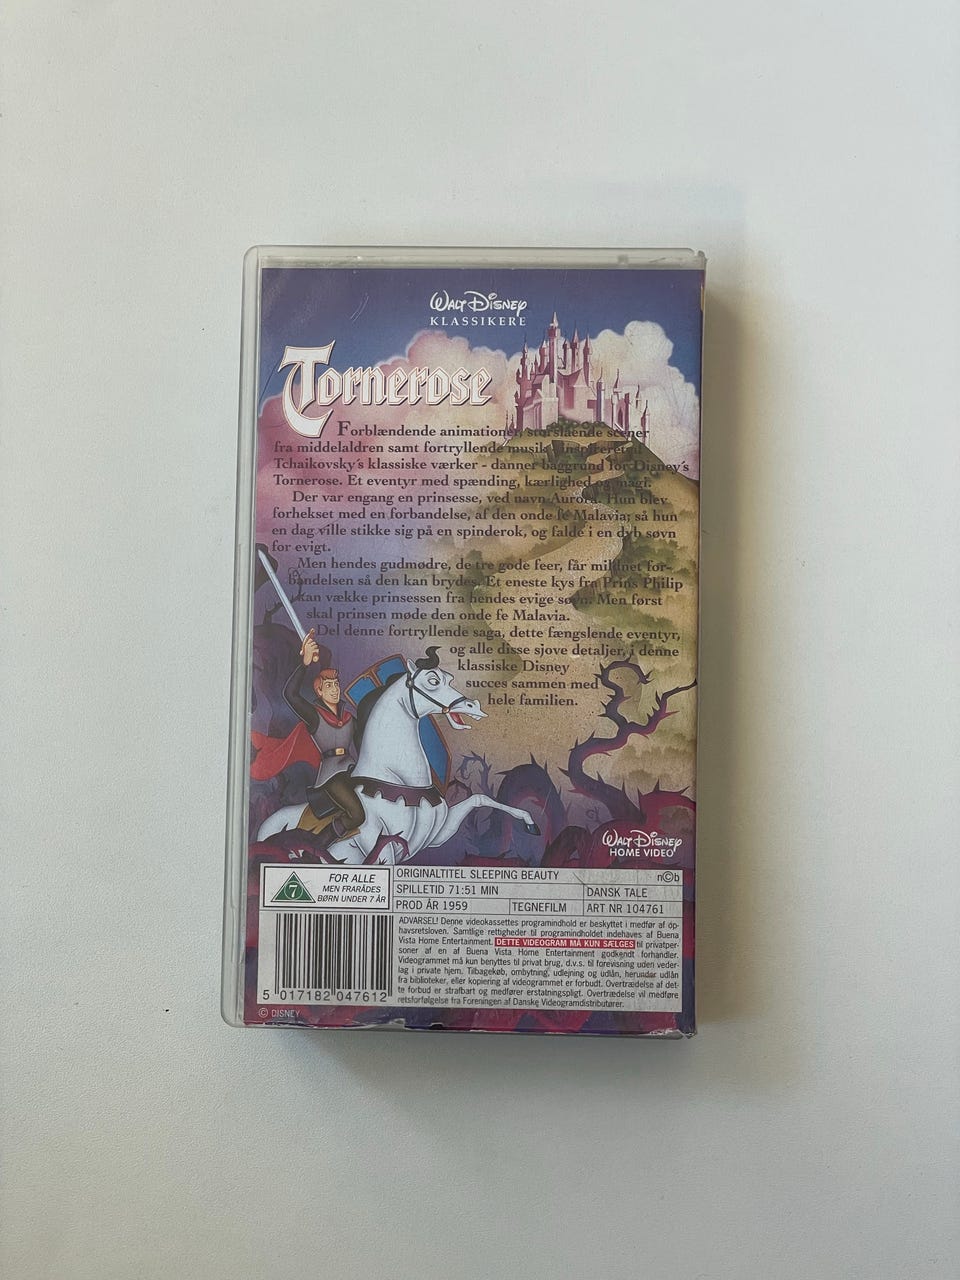 WALT DISNEY
KLASSIKERE
Tornerose
Forblændende animationer, storslående scener
fra middelaldren samt fortryllende musik - inspireret af
Tchaikovsky's klassiske værker - danner baggrund for Disney's
Tornerose. Et eventyr med spænding, kærlighed og magi.
Der var engang en prinsesse, ved navn Aurora. Hun blev
forhekset med en forbandelse, af den onde fe Malavia; så hun
en dag ville stikke sig på en spinderok, og falde i en dyb søvn
for evigt.
Men hendes gudmødre, de tre gode feer, får mildnet for-
bandelsen så den kan brydes. Et eneste kys fra Prins Philip
kan vække prinsessen fra hendes evige søvn. Men først
skal prinsen møde den onde fe Malavia.
Del denne fortryllende saga, dette fængslende eventyr,
og alle disse sjove detaljer, i denne
klassiske Disney
succes sammen med
hele familien.
WALT DISNEY
HOME VIDEO
7
FOR ALLE
MEN FRARÅDES
BØRN UNDER 7 ÅR
ORIGINALTITEL SLEEPING BEAUTY n©b
SPILLETID 71:51 MIN DANSK TALE
PROD ÅR 1959 TEGNEFILM ART NR 104761
ADVARSEL! Denne videokassettes programindhold er beskyttet i medfør af op-
havsretsloven. Samtlige rettigheder til programindholdet indehaves af Buena
Vista Home Entertainment. DETTE VIDEOGRAM MÅ KUN SÆLGES til privatper-
soner af en af Buena Vista Home Entertainment godkendt forhandler.
Videogrammet må kun benyttes til privat brug, d.v.s. til forevisning uden veder-
lag i private hjem. Tilbagekøb, ombytning, udlejning og udlån, herunder udlån
fra biblioteker, eller kopiering af videogrammet er forbudt. Overtrædelse af det-
te forbud er strafbart og medfører erstatningspligt. Overtrædelse vil medføre
retsforfølgelse fra Foreningen af Danske Videogramdistributører.
5 017182 047612
© DISNEY